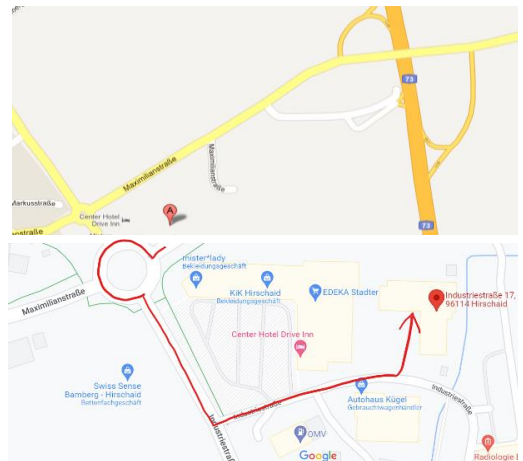 73
Maximilianstraße
Maximilianstraße
Markusstraße
Center Hotel
Drive Inn
A
73
mister*lady
Bekleidungsgeschäft
KiK Hirschaid
Bekleidungsgeschäft
EDEKA Stadter
Industriestraße 17,
96114 Hirschaid
Maximilianstraße
Center Hotel Drive Inn
Swiss Sense
Bamberg - Hirschaid
Bettenfachgeschäft
Autohaus Kügel
Gebrauchtwagenhändler
Industriestraße
Industriestraße
Industriestraße
OMV
Google
Radiologie